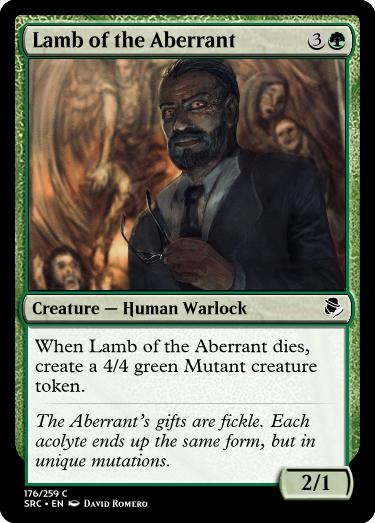 Lamb of the Aberrant 3
Creature — Human Warlock
When Lamb of the Aberrant dies,
create a 4/4 green Mutant creature
token.
The Aberrant's gifts are fickle. Each
acolyte ends up the same form, but in
unique mutations.
2/1
176/259 C
SRC • EN DAVID ROMERO